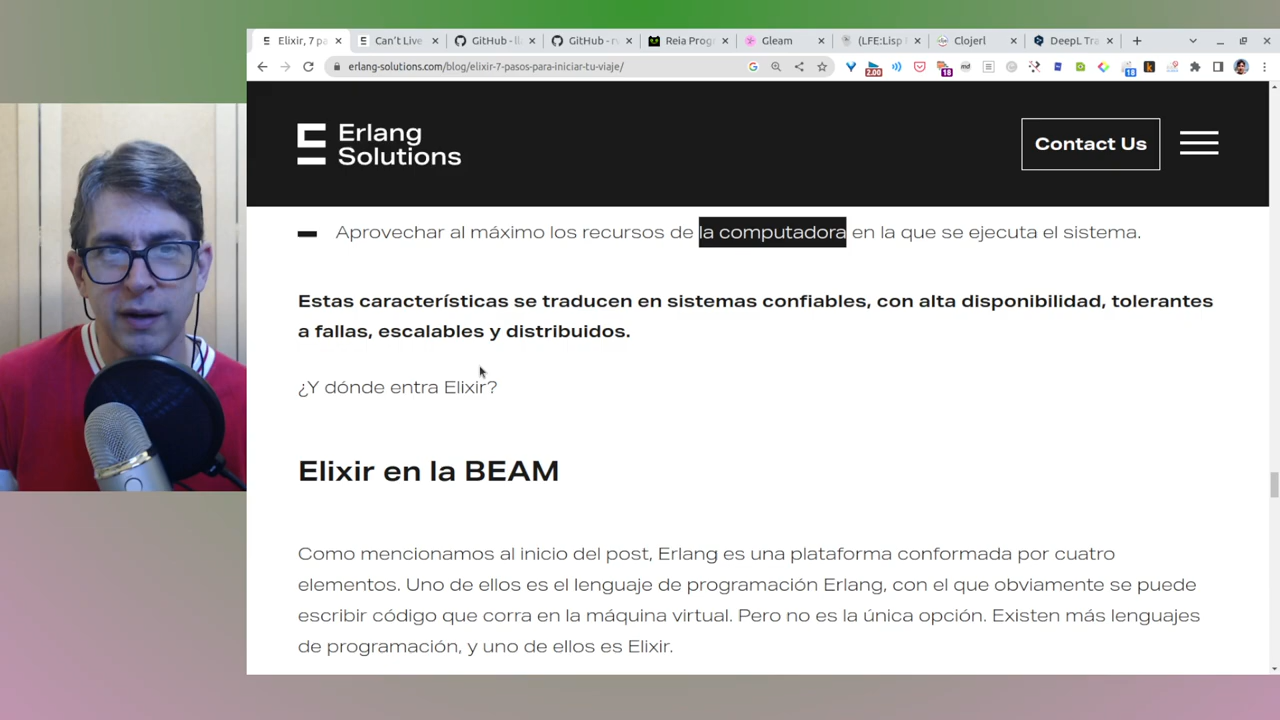 Elixir, 7 pa
Can't Live
GitHub - ll
GitHub - rv
Reia Progr
Gleam
(LFE:Lisp
Clojerl
DeepL Tra
erlang-solutions.com/blog/elixir-7-pasos-para-iniciar-tu-viaje/
2.00
18
18
Erlang
Solutions
Contact Us
Aprovechar al máximo los recursos de la computadora en la que se ejecuta el sistema.
Estas características se traducen en sistemas confiables, con alta disponibilidad, tolerantes
a fallas, escalables y distribuidos.
¿Y dónde entra Elixir?
Elixir en la BEAM
Como mencionamos al inicio del post, Erlang es una plataforma conformada por cuatro
elementos. Uno de ellos es el lenguaje de programación Erlang, con el que obviamente se puede
escribir código que corra en la máquina virtual. Pero no es la única opción. Existen más lenguajes
de programación, y uno de ellos es Elixir.